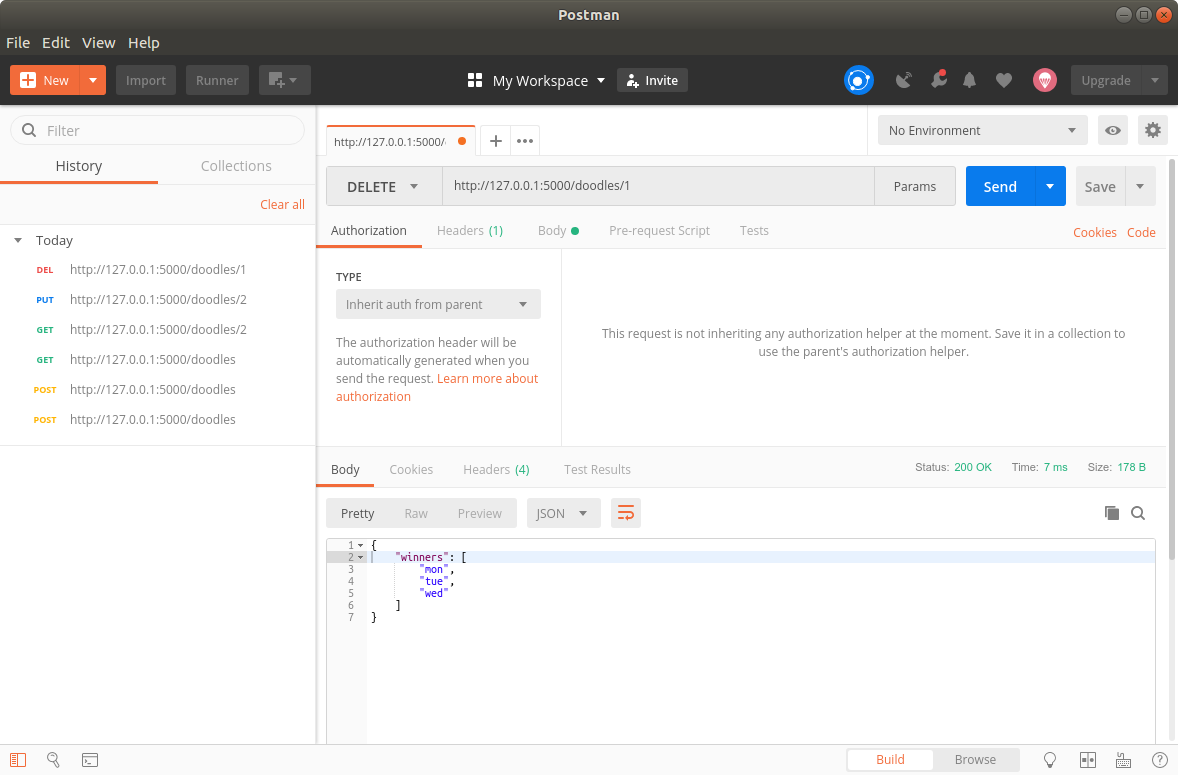 Postman
File Edit View Help
New Import Runner My Workspace Invite Upgrade
Filter
History Collections
Clear all
Today
DEL http://127.0.0.1:5000/doodles/1
PUT http://127.0.0.1:5000/doodles/2
GET http://127.0.0.1:5000/doodles/2
GET http://127.0.0.1:5000/doodles
POST http://127.0.0.1:5000/doodles
POST http://127.0.0.1:5000/doodles
http://127.0.0.1:5000/ + •••
No Environment
DELETE http://127.0.0.1:5000/doodles/1 Params Send Save
Authorization Headers (1) Body Pre-request Script Tests Cookies Code
TYPE
Inherit auth from parent
The authorization header will be
automatically generated when you
send the request. Learn more about
authorization
This request is not inheriting any authorization helper at the moment. Save it in a collection to
use the parent's authorization helper.
Body Cookies Headers (4) Test Results Status: 200 OK Time: 7 ms Size: 178 B
Pretty Raw Preview JSON
1 {
2 "winners": [
3 "mon",
4 "tue",
5 "wed"
6 ]
7 }
Build Browse ?